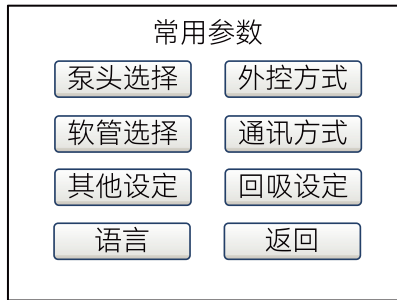 常用参数
泵头选择 外控方式
软管选择 通讯方式
其他设定 回吸设定
语言 返回